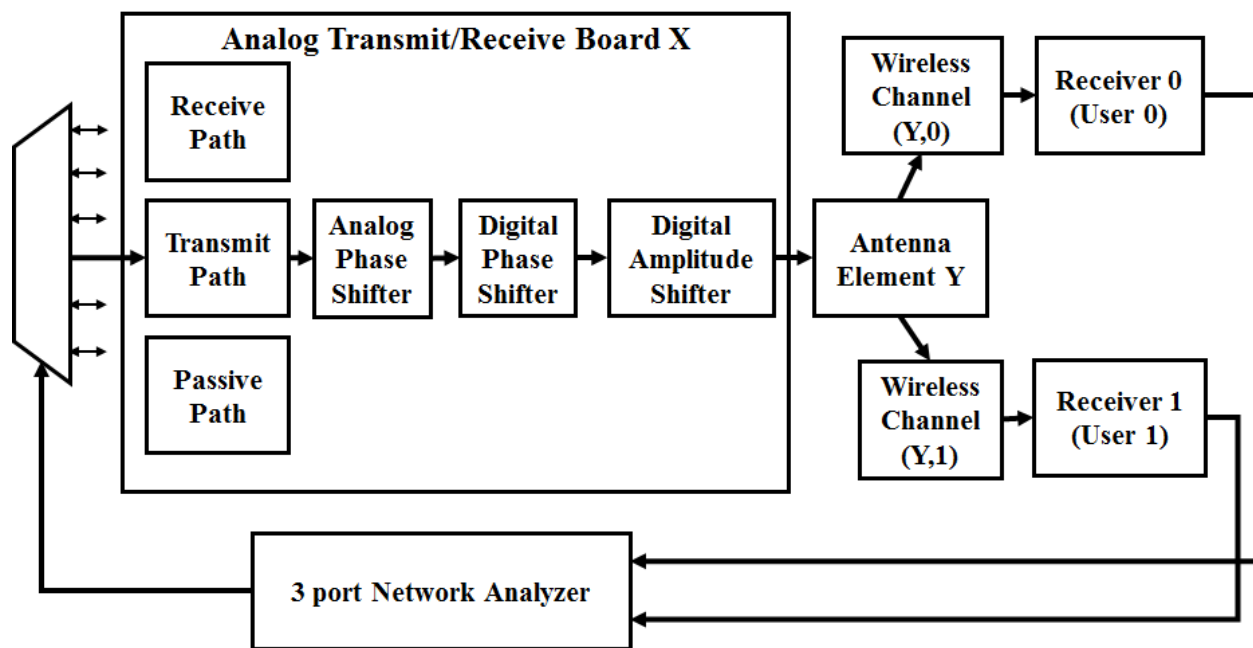 Analog Transmit/Receive Board X
Receive
Path
Transmit
Path
Analog
Phase
Shifter
Digital
Phase
Shifter
Digital
Amplitude
Shifter
Passive
Path
Antenna
Element Y
Wireless
Channel
(Y,0)
Receiver 0
(User 0)
Wireless
Channel
(Y,1)
Receiver 1
(User 1)
3 port Network Analyzer